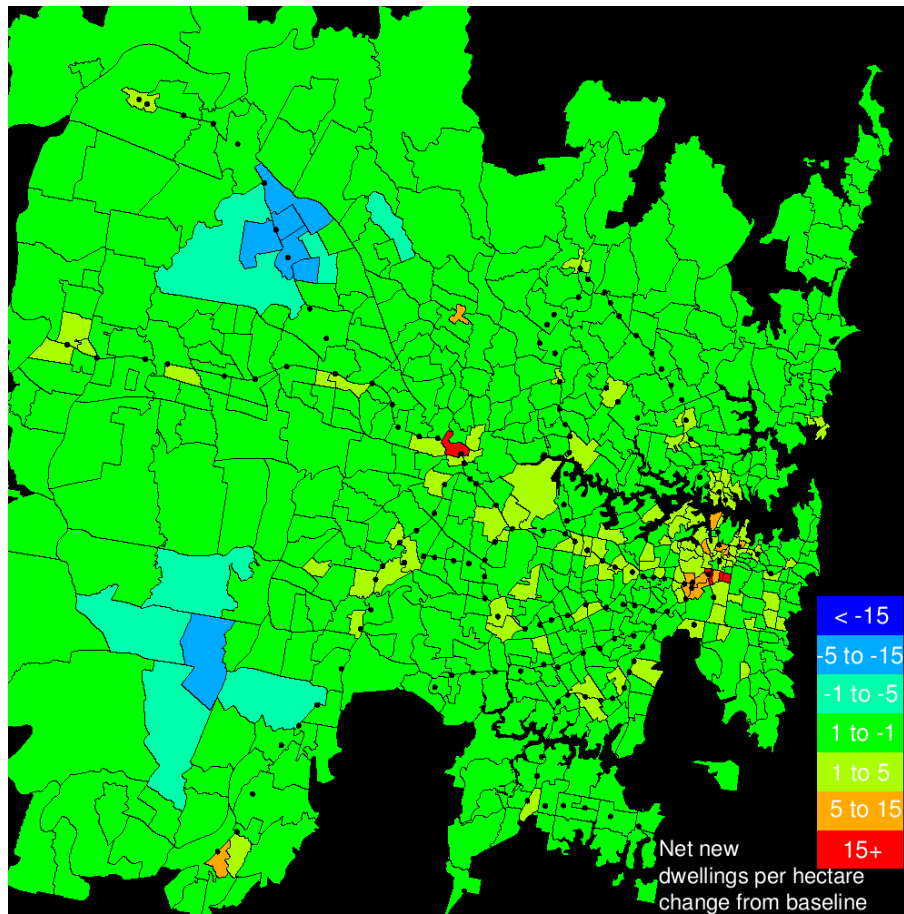 < -15
-5 to -15
-1 to -5
1 to -1
1 to 5
5 to 15
15+
Net new
dwellings per hectare
change from baseline